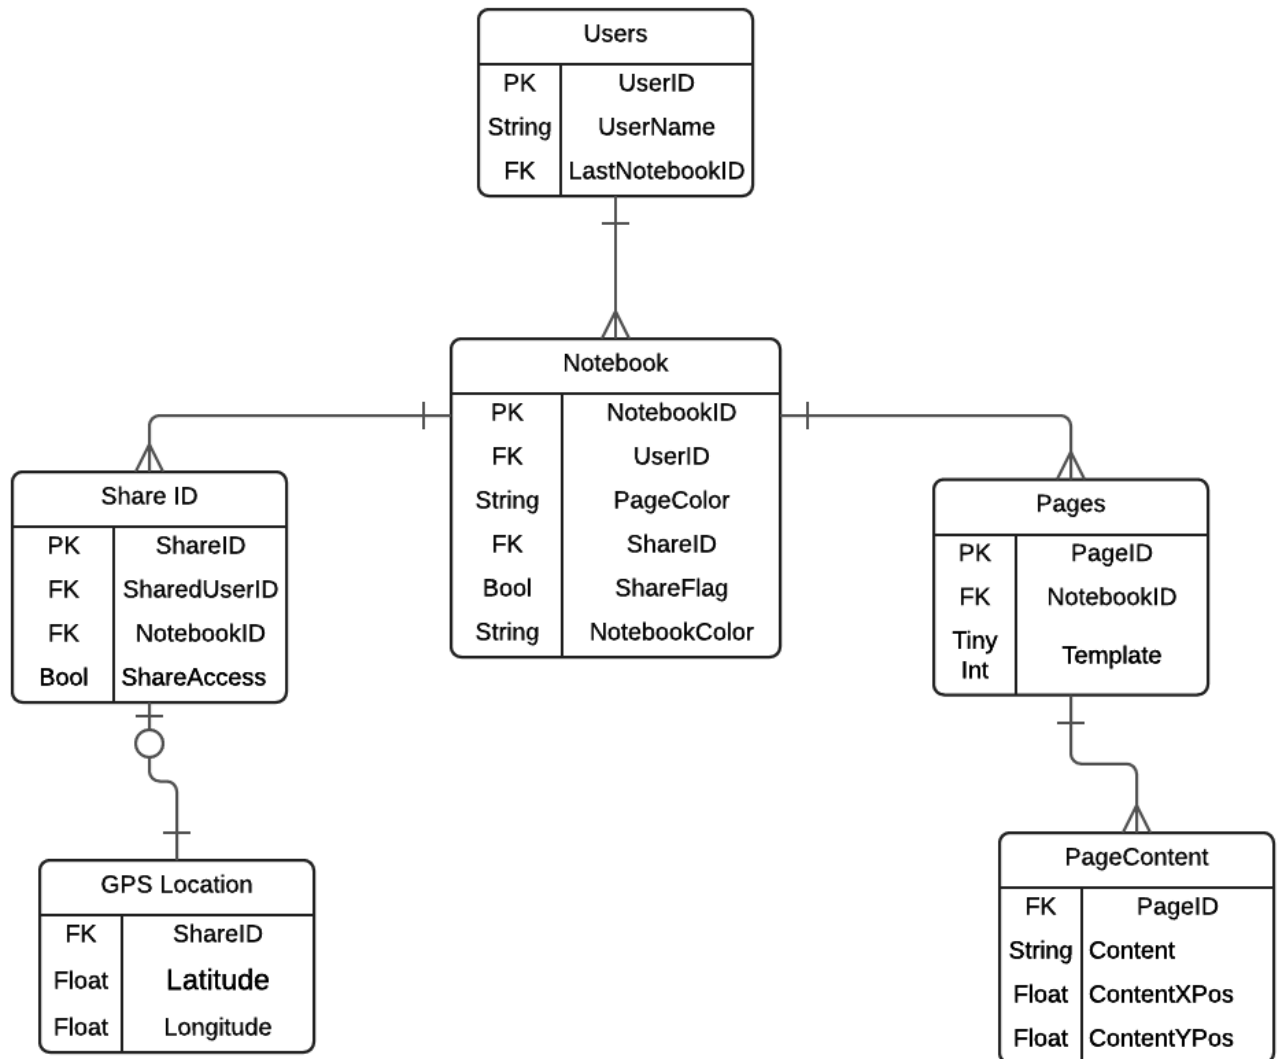 Users
PK UserID
String UserName
FK LastNotebookID
Notebook
PK NotebookID
FK UserID
String PageColor
FK ShareID
Bool ShareFlag
String NotebookColor
Share ID
PK ShareID
FK SharedUserID
FK NotebookID
Bool ShareAccess
Pages
PK PageID
FK NotebookID
Tiny
Int Template
GPS Location
FK ShareID
Float Latitude
Float Longitude
PageContent
FK PageID
String Content
Float ContentXPos
Float ContentYPos